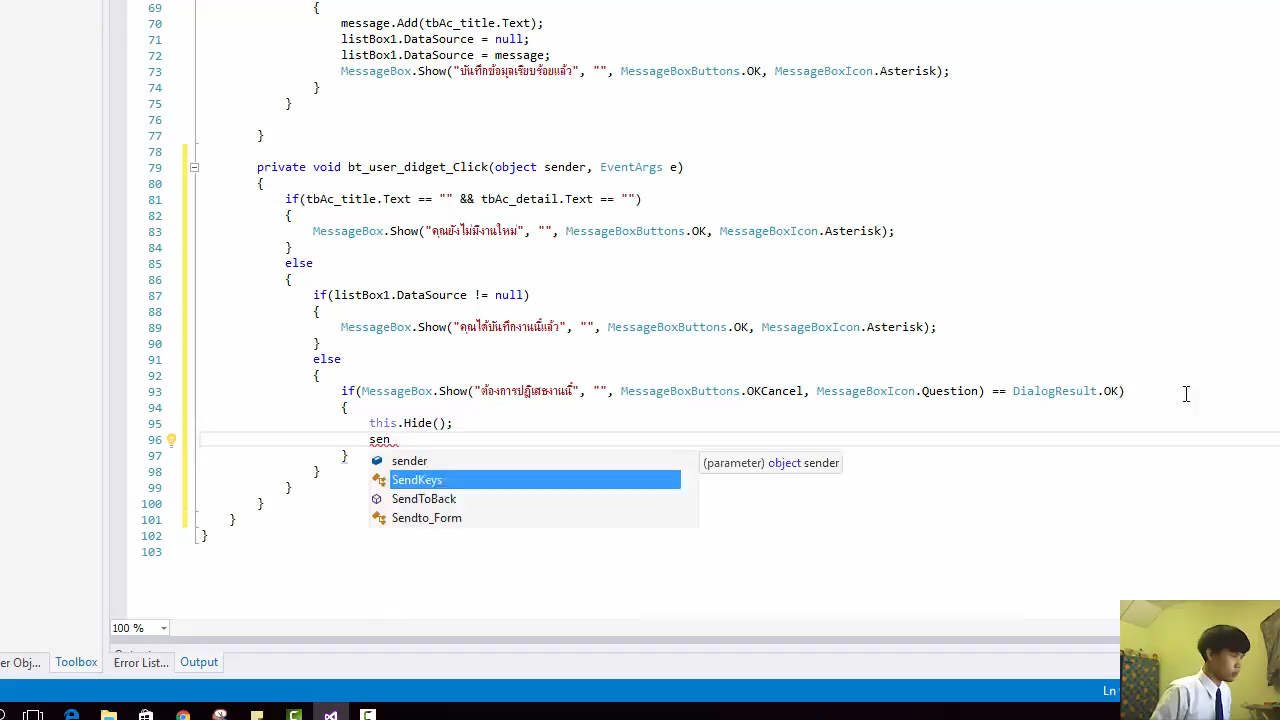 69 {
70 message.Add(tbAc_title.Text);
71 listBox1.DataSource = null;
72 listBox1.DataSource = message;
73 MessageBox.Show("บันทึกข้อมุลเรียบร้อยแล้ว", "", MessageBoxButtons.OK, MessageBoxIcon.Asterisk);
74 }
75 }
76
77 }
78
79 private void bt_user_didget_Click(object sender, EventArgs e)
80 {
81 if(tbAc_title.Text == "" && tbAc_detail.Text == "")
82 {
83 MessageBox.Show("คุณยังไม่มีงานใหม่", "", MessageBoxButtons.OK, MessageBoxIcon.Asterisk);
84 }
85 else
86 {
87 if(listBox1.DataSource != null)
88 {
89 MessageBox.Show("คุณได้บันทึกงานนี้แล้ว", "", MessageBoxButtons.OK, MessageBoxIcon.Asterisk);
90 }
91 else
92 {
93 if(MessageBox.Show("ต้องการปฏิเสธงานนี้", "", MessageBoxButtons.OKCancel, MessageBoxIcon.Question) == DialogResult.OK)
94 {
95 this.Hide();
96 sen
97 }
98 }
99 }
100 }
101 }
102 }
103
sender
SendKeys
SendToBack
Sendto_Form
(parameter) object sender
100 %
er Obj... Toolbox Error List... Output
Ln